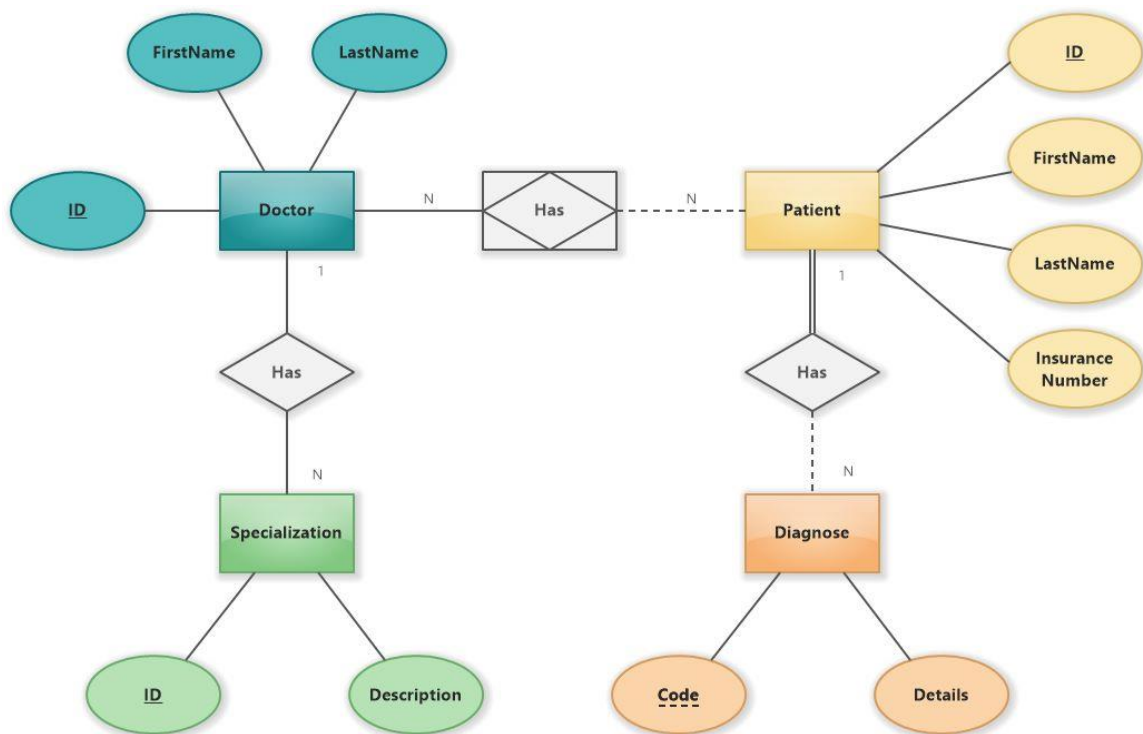 FirstName
LastName
ID
ID
Doctor
N
Has
N
Patient
FirstName
LastName
1
1
Has
Has
Insurance
Number
N
N
Specialization
Diagnose
ID
Description
Code
Details